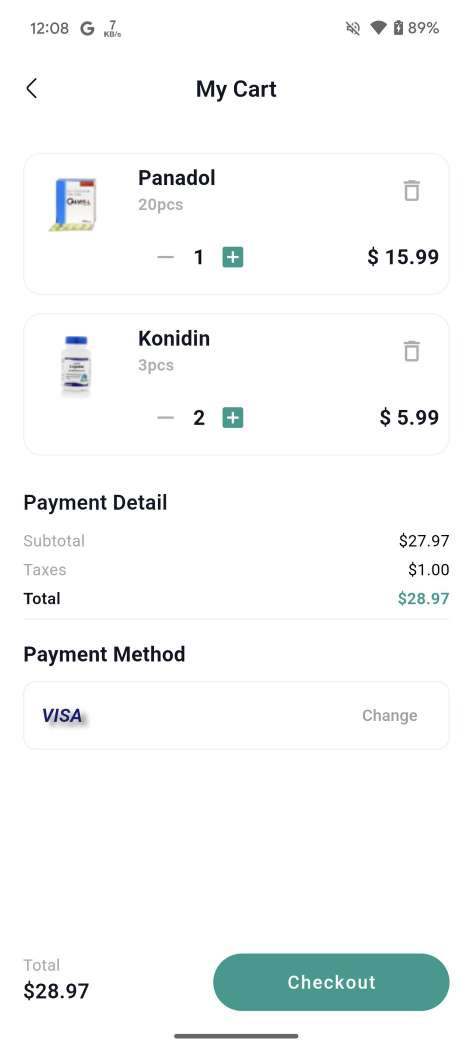 12:08 G 7 KB/s 89%
My Cart
Panadol
20pcs
1 $ 15.99
Konidin
3pcs
2 $ 5.99
Payment Detail
Subtotal $27.97
Taxes $1.00
Total $28.97
Payment Method
VISA Change
Total
$28.97
Checkout